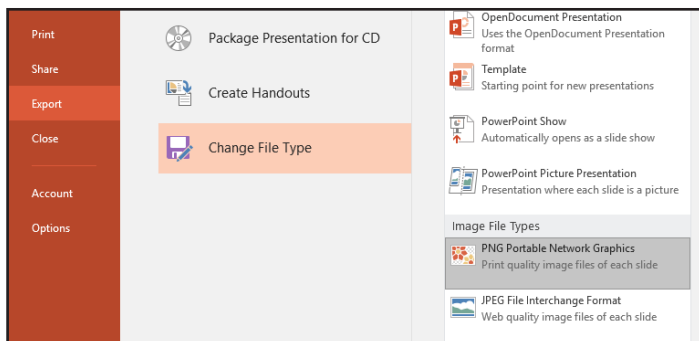 Print
Share
Export
Close
Account
Options
Package Presentation for CD
Create Handouts
Change File Type
OpenDocument Presentation
Uses the OpenDocument Presentation
format
Template
Starting point for new presentations
PowerPoint Show
Automatically opens as a slide show
PowerPoint Picture Presentation
Presentation where each slide is a picture
Image File Types
PNG Portable Network Graphics
Print quality image files of each slide
JPEG File Interchange Format
Web quality image files of each slide